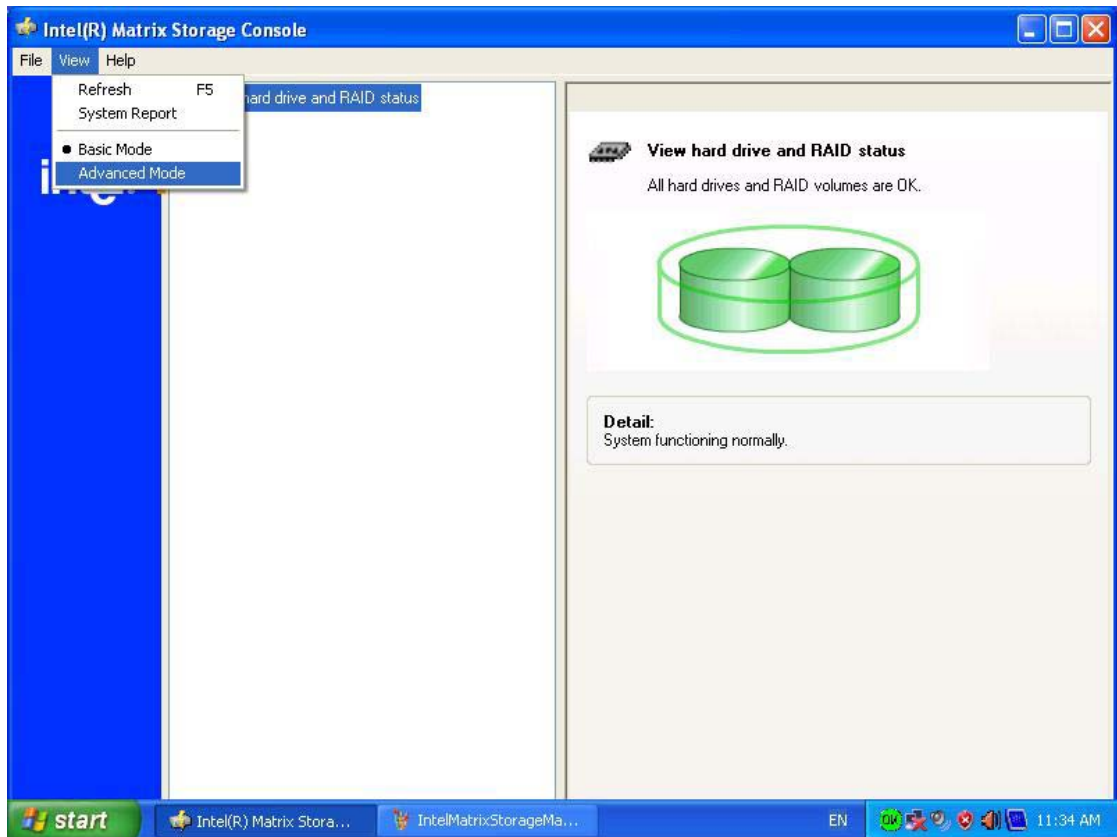 Intel(R) Matrix Storage Console
File View Help
Refresh F5
System Report
Basic Mode
Advanced Mode
hard drive and RAID status
View hard drive and RAID status
All hard drives and RAID volumes are OK.
Detail:
System functioning normally.
start
Intel(R) Matrix Stora...
IntelMatrixStorageMa...
EN
OK
11:34 AM